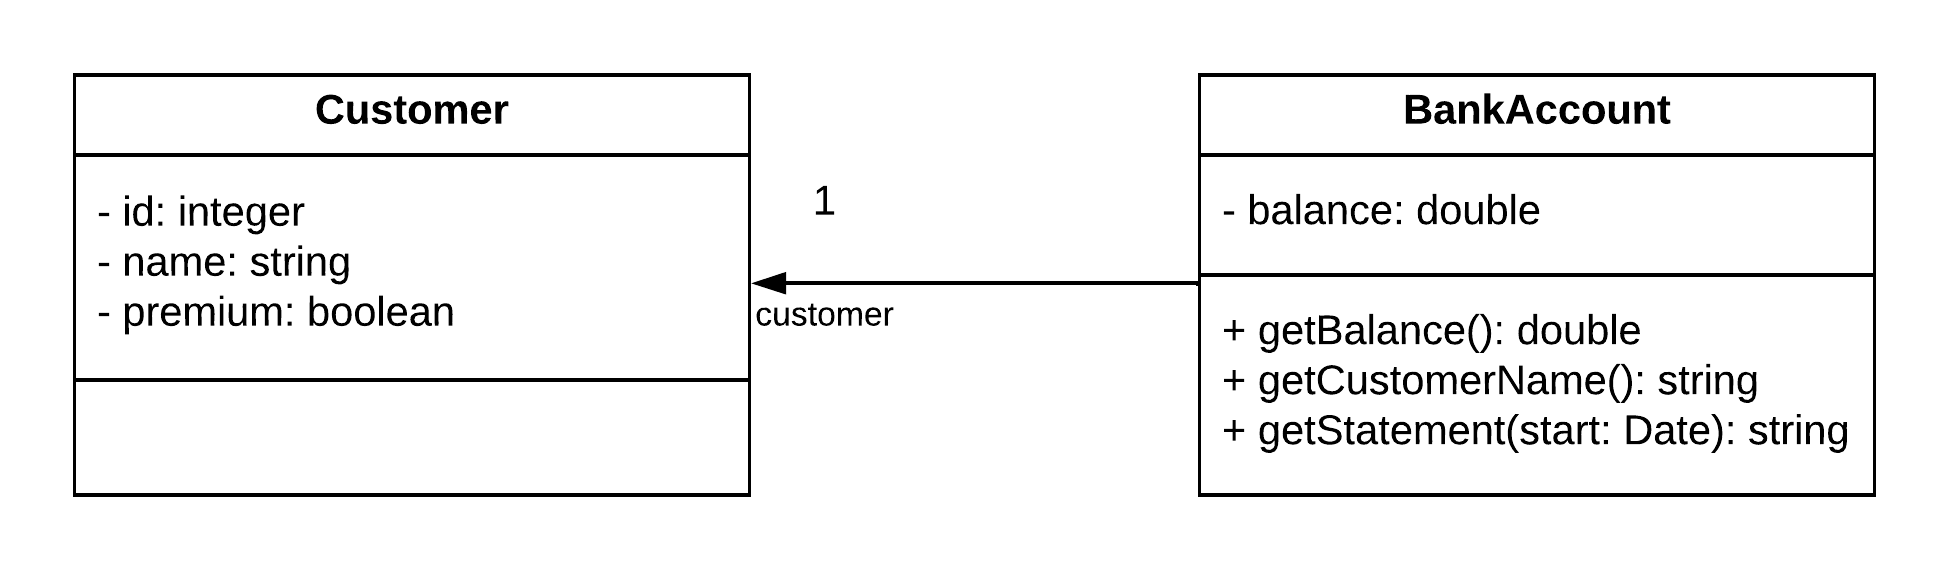 Customer
- id: integer
- name: string
- premium: boolean
1
customer
BankAccount
- balance: double
+ getBalance(): double
+ getCustomerName(): string
+ getStatement(start: Date): string